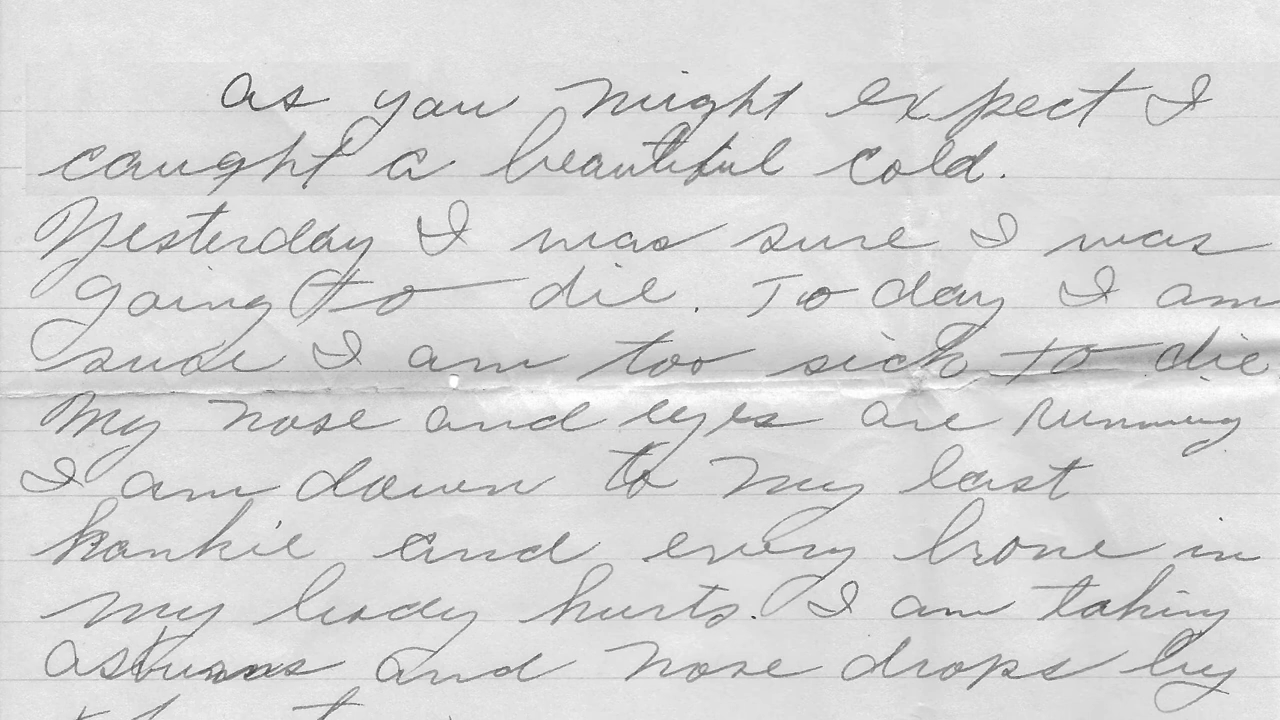 as you might expect I
caught a beautiful cold.
Yesterday I was sure I was
going to die. Today I am
sure I am too sick to die
My nose and eyes are running
I am down to my last
hankie and every bone in
my body hurts. I am taking
and nose drops by